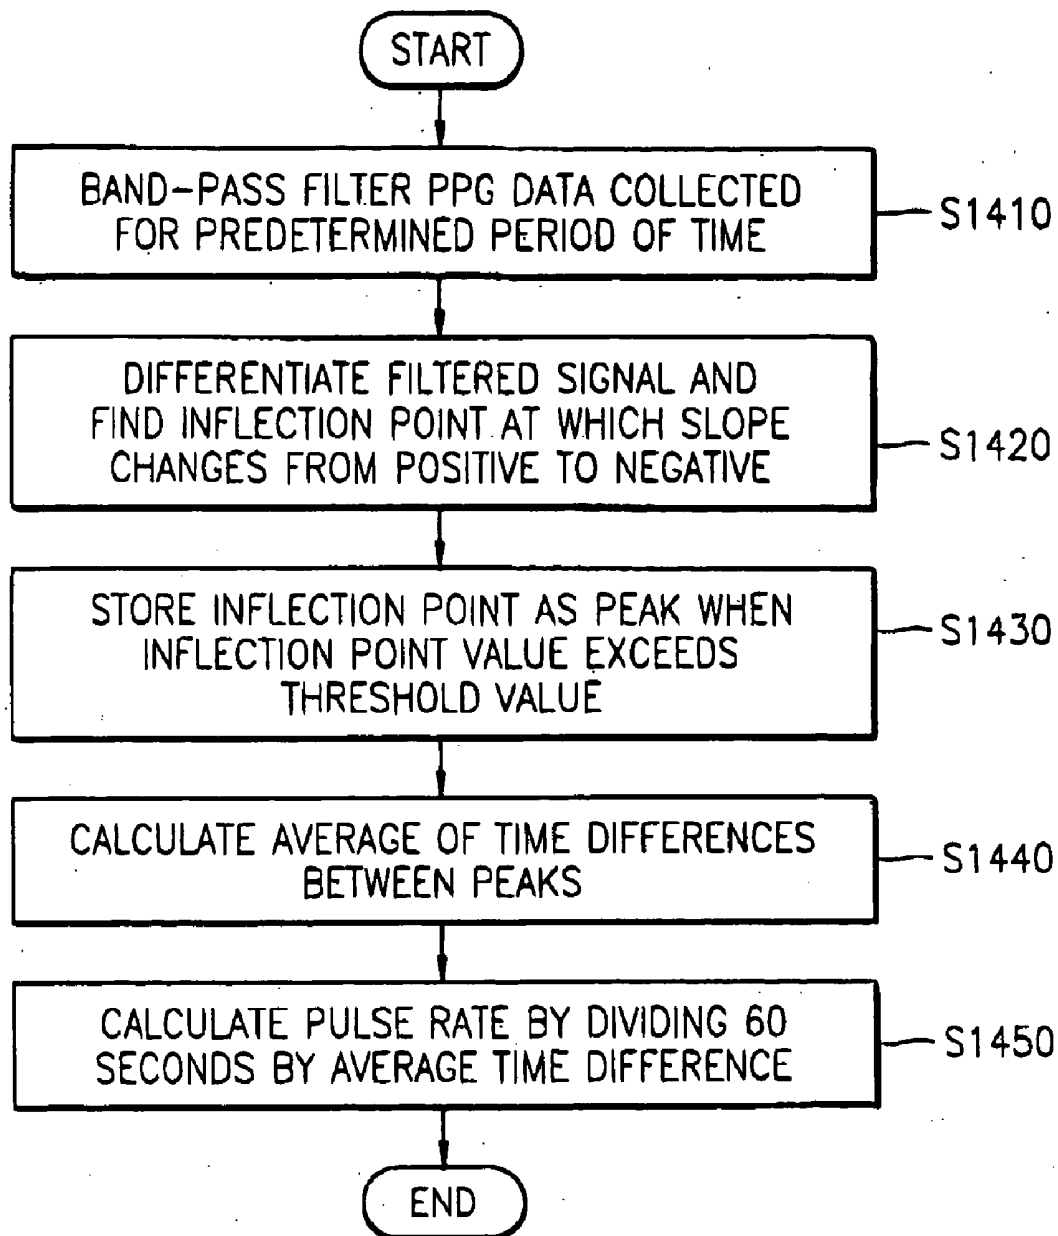 START
BAND-PASS FILTER PPG DATA COLLECTED
FOR PREDETERMINED PERIOD OF TIME
S1410
DIFFERENTIATE FILTERED SIGNAL AND
FIND INFLECTION POINT AT WHICH SLOPE
CHANGES FROM POSITIVE TO NEGATIVE
S1420
STORE INFLECTION POINT AS PEAK WHEN
INFLECTION POINT VALUE EXCEEDS
THRESHOLD VALUE
S1430
CALCULATE AVERAGE OF TIME DIFFERENCES
BETWEEN PEAKS
S1440
CALCULATE PULSE RATE BY DIVIDING 60
SECONDS BY AVERAGE TIME DIFFERENCE
S1450
END